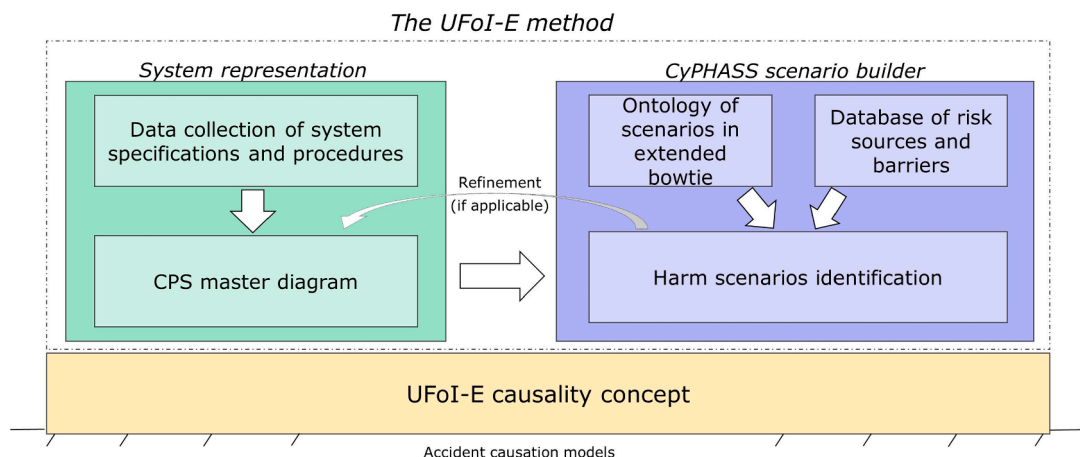 The UFoI-E method
System representation
CyPHASS scenario builder
Data collection of system
specifications and procedures
Ontology of
scenarios in
extended
bowtie
Database of risk
sources and
barriers
Refinement
(if applicable)
CPS master diagram
Harm scenarios identification
UFoI-E causality concept
Accident causation models